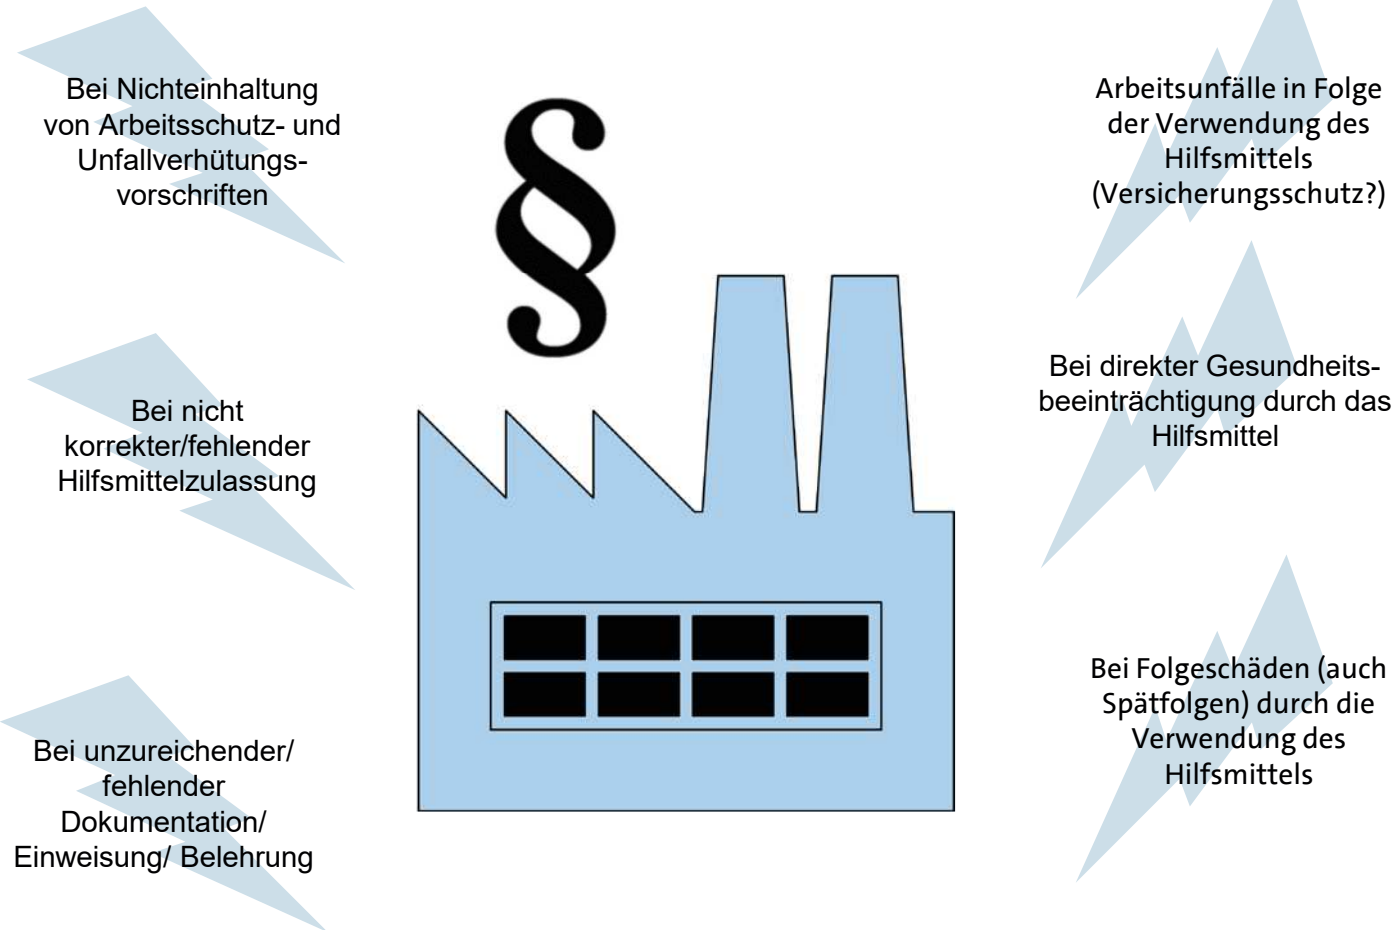 Bei Nichteinhaltung
von Arbeitsschutz- und
Unfallverhütungs-
vorschriften
Bei nicht
korrekter/fehlender
Hilfsmittelzulassung
Bei unzureichender/
fehlender
Dokumentation/
Einweisung/ Belehrung
§
Arbeitsunfälle in Folge
der Verwendung des
Hilfsmittels
(Versicherungsschutz?)
Bei direkter Gesundheits-
beeinträchtigung durch das
Hilfsmittel
Bei Folgeschäden (auch
Spätfolgen) durch die
Verwendung des
Hilfsmittels